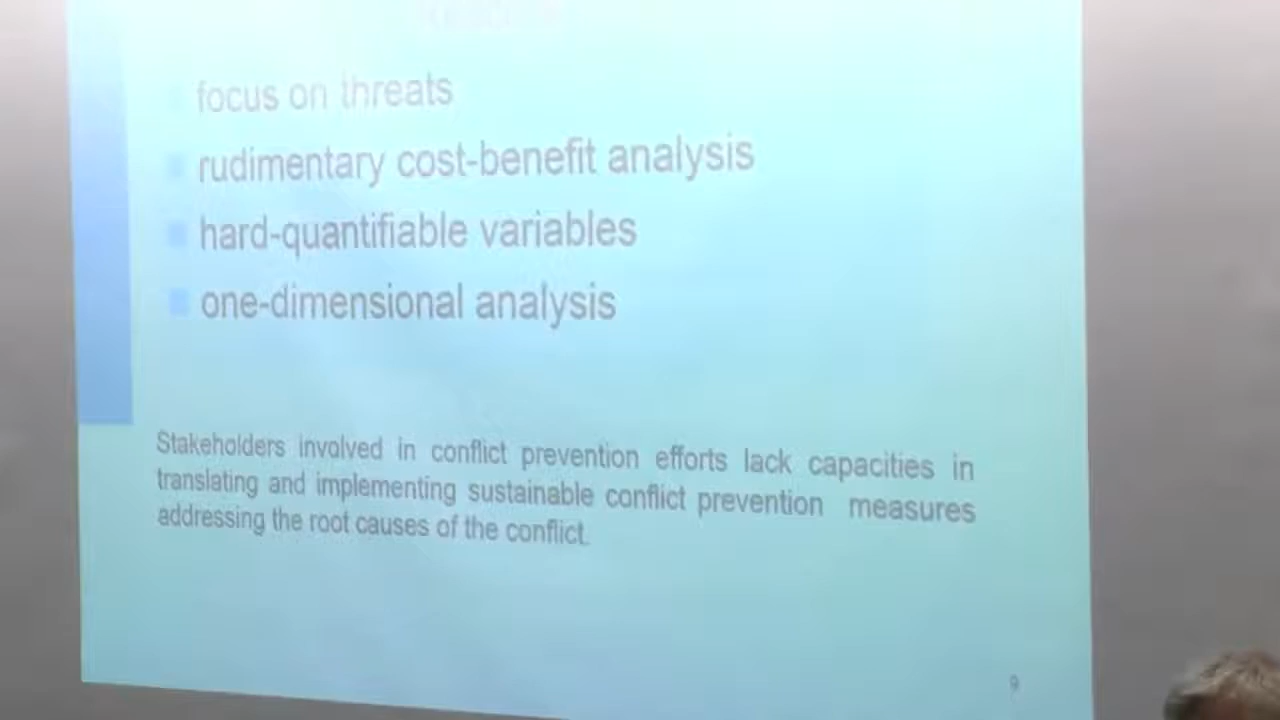 focus on threats
rudimentary cost-benefit analysis
hard-quantifiable variables
one-dimensional analysis
Stakeholders involved in conflict prevention efforts lack capacities in
translating and implementing sustainable conflict prevention measures
addressing the root causes of the conflict.
9